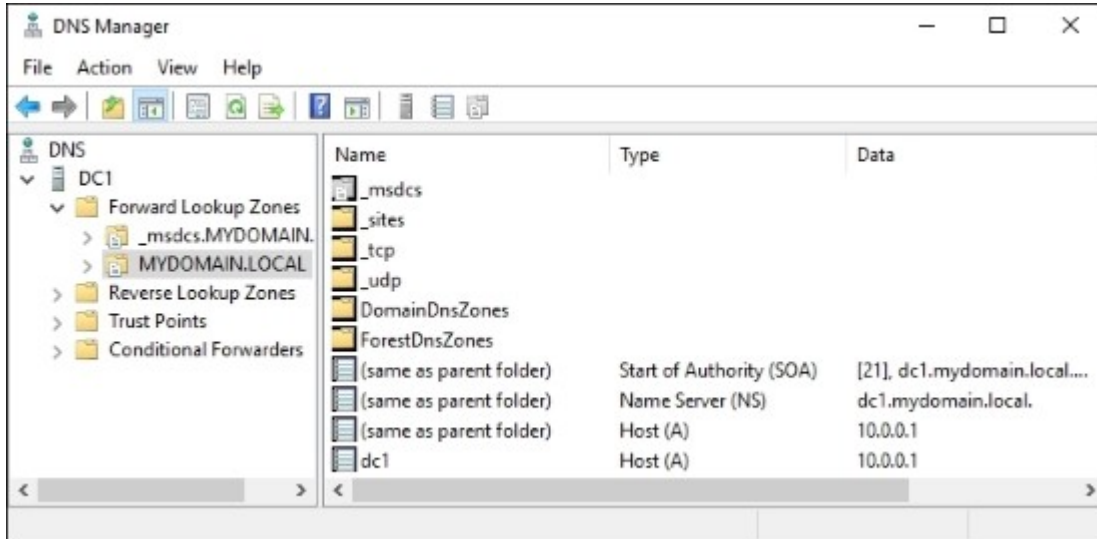 DNS Manager
File Action View Help
DNS
DC1
Forward Lookup Zones
_msdcs.MYDOMAIN.
MYDOMAIN.LOCAL
Reverse Lookup Zones
Trust Points
Conditional Forwarders
Name Type Data
_msdcs
_sites
_tcp
_udp
DomainDnsZones
ForestDnsZones
(same as parent folder) Start of Authority (SOA) [21], dc1.mydomain.local....
(same as parent folder) Name Server (NS) dc1.mydomain.local.
(same as parent folder) Host (A) 10.0.0.1
dc1 Host (A) 10.0.0.1